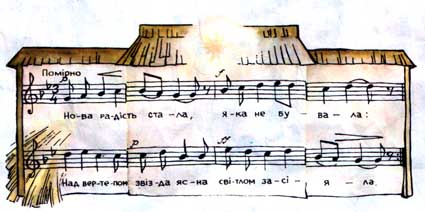 Помірно
Но-ва ра-дість ста-ла, я-ка не бу-ва-ла:
Над вер-те-пом звіз-да яс-на сві-тлом за-сі-я-ла.